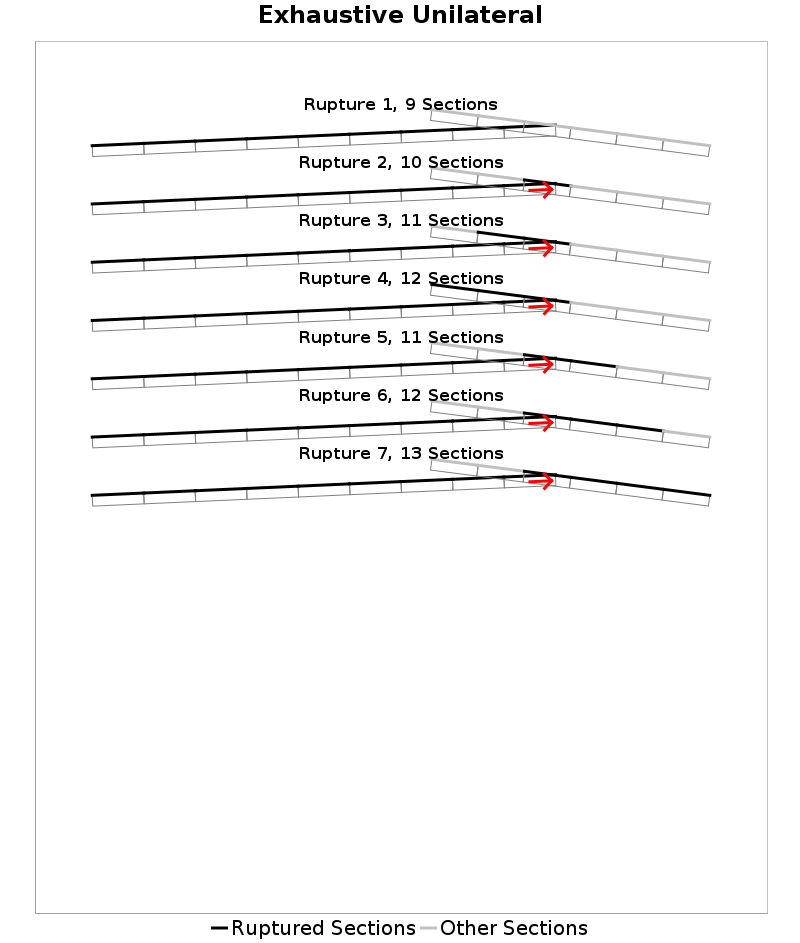 Exhaustive Unilateral
Rupture 1, 9 Sections
Rupture 2, 10 Sections
Rupture 3, 11 Sections
Rupture 4, 12 Sections
Rupture 5, 11 Sections
Rupture 6, 12 Sections
Rupture 7, 13 Sections
Ruptured Sections Other Sections